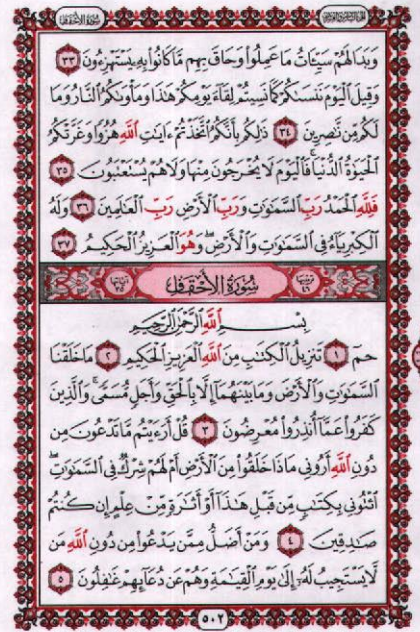 سُورَةُ الأَحْقَاف
وَبَدَا لَهُمْ سَيِّئَاتُ مَا عَمِلُوا وَحَاقَ بِهِم مَّا كَانُوا بِهِ يَسْتَهْزِءُونَ ٣٣
وَقِيلَ ٱلْيَوْمَ نَنسَىٰكُمْ كَمَا نَسِيتُمْ لِقَآءَ يَوْمِكُمْ هَٰذَا وَمَأْوَىٰكُمُ ٱلنَّارُ وَمَا
لَكُم مِّن نَّٰصِرِينَ ٣٤ ذَٰلِكُم بِأَنَّكُمُ ٱتَّخَذْتُمْ ءَايَٰتِ ٱللَّهِ هُزُوًا وَغَرَّتْكُمُ
ٱلْحَيَوٰةُ ٱلدُّنْيَا ۚ فَٱلْيَوْمَ لَا يُخْرَجُونَ مِنْهَا وَلَا هُمْ يُسْتَعْتَبُونَ ٣٥
فَلِلَّهِ ٱلْحَمْدُ رَبِّ ٱلسَّمَٰوَٰتِ وَرَبِّ ٱلْأَرْضِ رَبِّ ٱلْعَٰلَمِينَ ٣٦ وَلَهُ
ٱلْكِبْرِيَآءُ فِى ٱلسَّمَٰوَٰتِ وَٱلْأَرْضِ ۖ وَهُوَ ٱلْعَزِيزُ ٱلْحَكِيمُ ٣٧
سُورَةُ الأَحْقَاف
بِسْمِ ٱللَّهِ ٱلرَّحْمَٰنِ ٱلرَّحِيمِ
حمٓ ١ تَنزِيلُ ٱلْكِتَٰبِ مِنَ ٱللَّهِ ٱلْعَزِيزِ ٱلْحَكِيمِ ٢ مَا خَلَقْنَا
ٱلسَّمَٰوَٰتِ وَٱلْأَرْضَ وَمَا بَيْنَهُمَآ إِلَّا بِٱلْحَقِّ وَأَجَلٍ مُّسَمًّى ۚ وَٱلَّذِينَ
كَفَرُوا عَمَّآ أُنذِرُوا مُعْرِضُونَ ٣ قُلْ أَرَءَيْتُم مَّا تَدْعُونَ مِن
دُونِ ٱللَّهِ أَرُونِى مَاذَا خَلَقُوا مِنَ ٱلْأَرْضِ أَمْ لَهُمْ شِرْكٌ فِى ٱلسَّمَٰوَٰتِ ۖ
ٱئْتُونِى بِكِتَٰبٍ مِّن قَبْلِ هَٰذَآ أَوْ أَثَٰرَةٍ مِّنْ عِلْمٍ إِن كُنتُمْ
صَٰدِقِينَ ٤ وَمَنْ أَضَلُّ مِمَّن يَدْعُوا مِن دُونِ ٱللَّهِ مَن
لَّا يَسْتَجِيبُ لَهُ إِلَىٰ يَوْمِ ٱلْقِيَٰمَةِ وَهُمْ عَن دُعَآئِهِمْ غَٰفِلُونَ ٥
٥٠٢